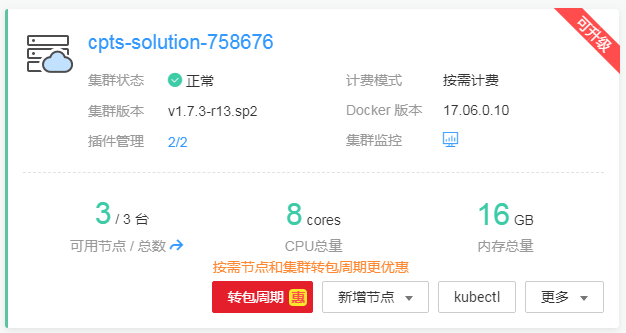 cpts-solution-758676
可升级
集群状态 正常 计费模式 按需计费
集群版本 v1.7.3-r13.sp2 Docker 版本 17.06.0.10
插件管理 2/2 集群监控
3 / 3 台 8 cores 16 GB
可用节点 / 总数 CPU总量 内存总量
按需节点和集群转包周期更优惠
转包周期 惠 新增节点 kubectl 更多